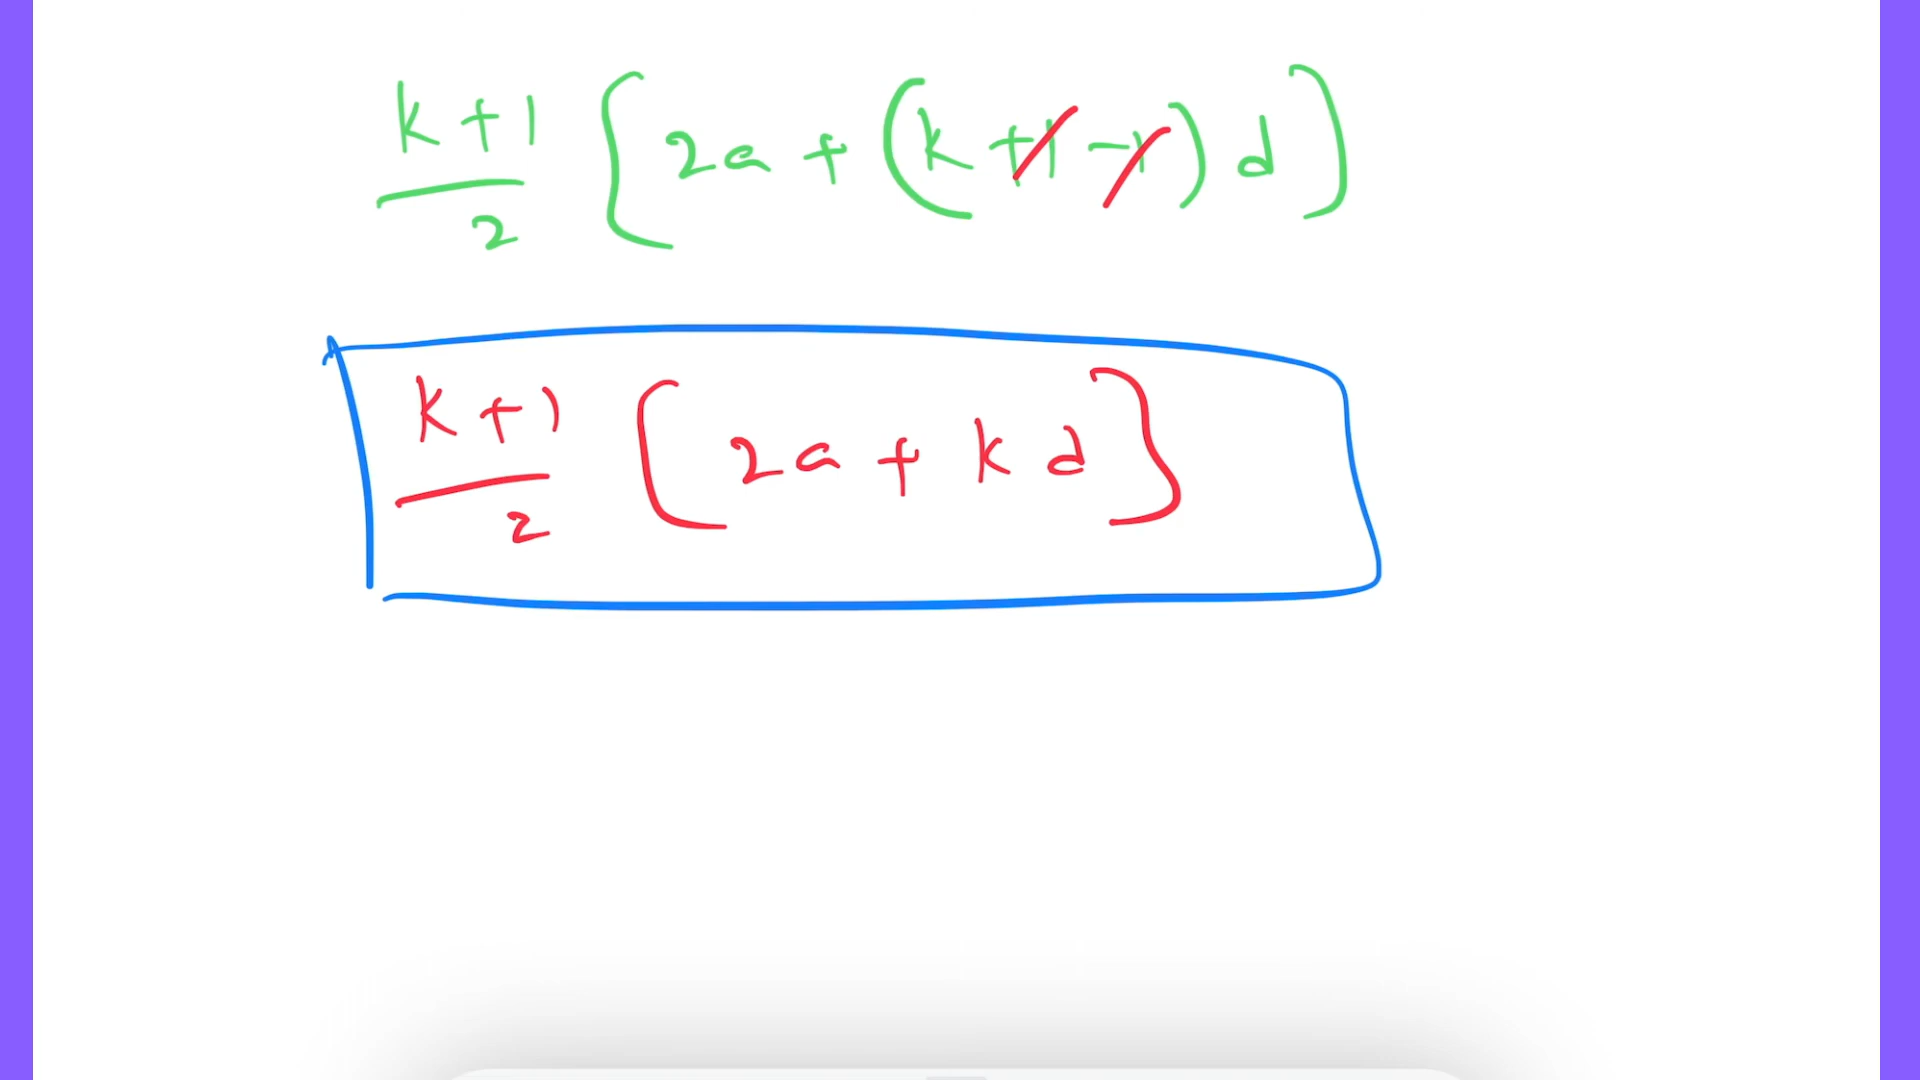 k+1/2 [2a + (k+1-1)d]
k+1/2 [2a + kd]